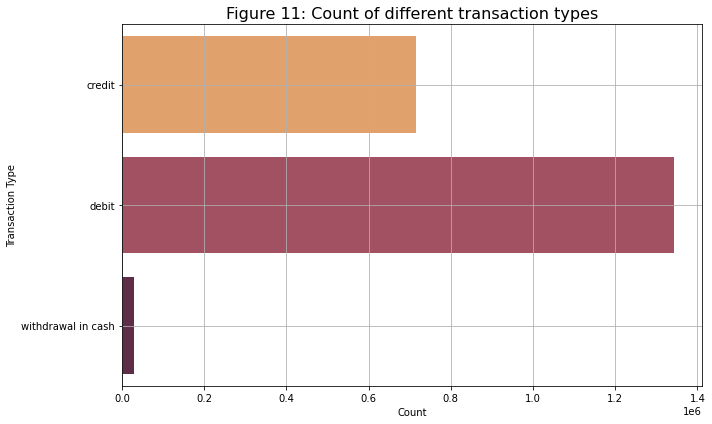 Figure 11: Count of different transaction types
credit
debit
withdrawal in cash
Transaction Type
0.0 0.2 0.4 0.6 0.8 1.0 1.2 1.4
1e6
Count